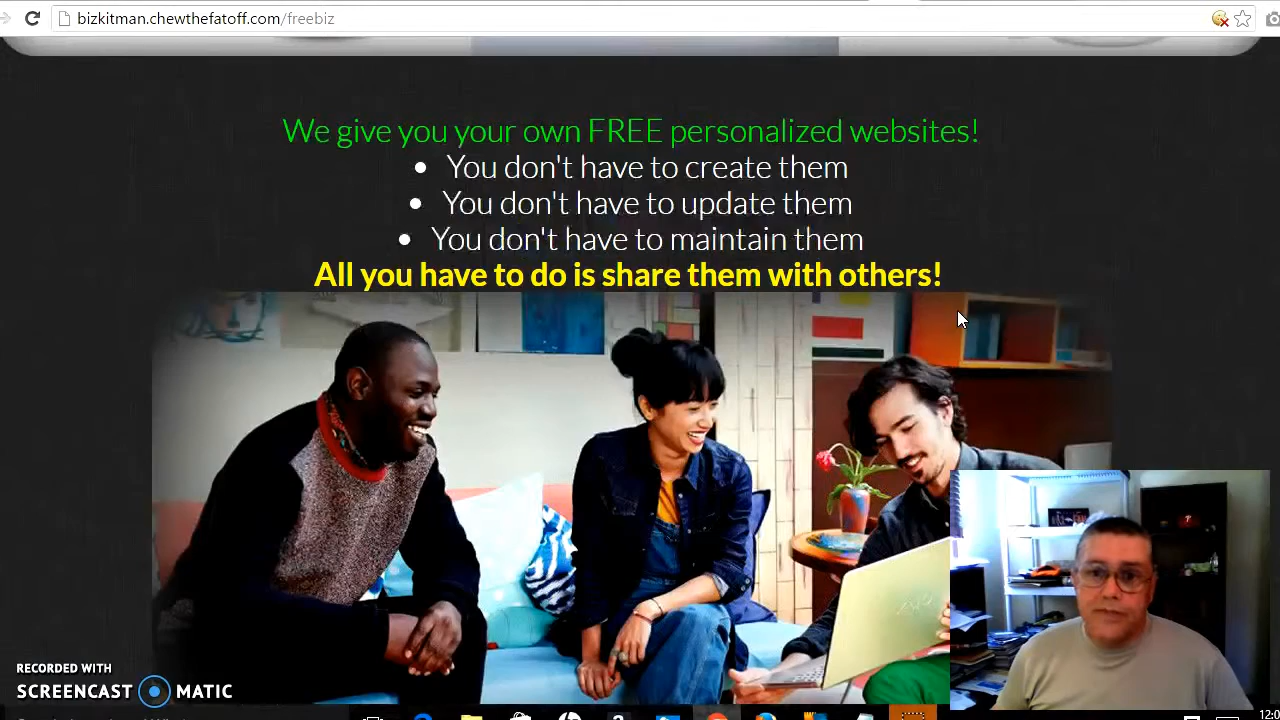 bizkitman.chewthefatoff.com/freebiz
We give you your own FREE personalized websites!
• You don't have to create them
• You don't have to update them
• You don't have to maintain them
All you have to do is share them with others!
RECORDED WITH
SCREENCAST MATIC
12:0